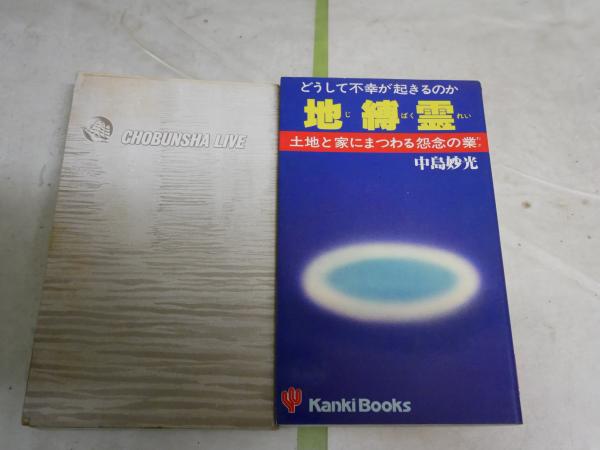 CHOBUNSHA LIVE
どうして不幸が起きるのか
地縛霊
じ ばく れい
土地と家にまつわる怨念の業
わざ
中島妙光
Kanki Books